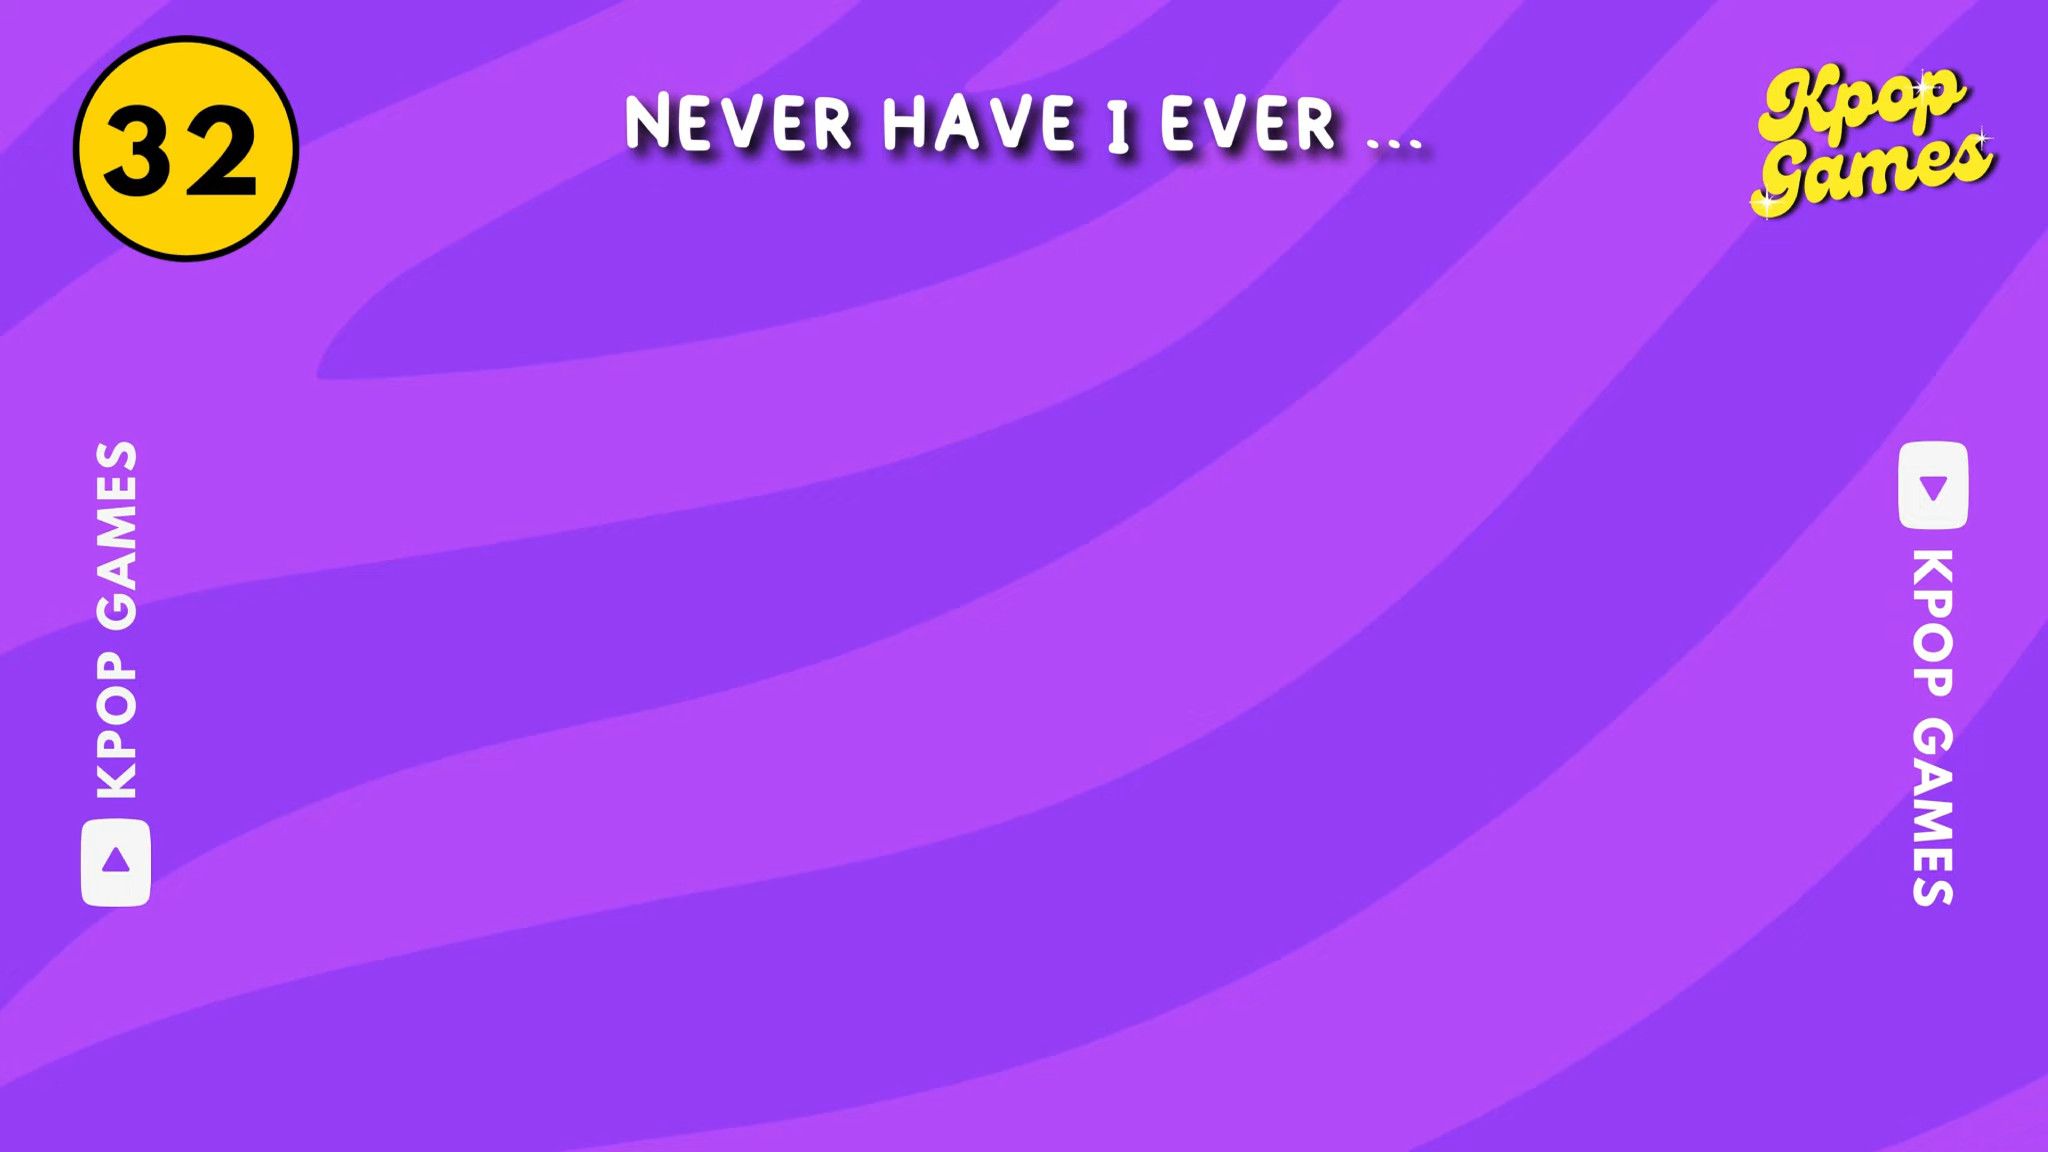 32
NEVER HAVE I EVER ...
Kpop
Games
KPOP GAMES
KPOP GAMES